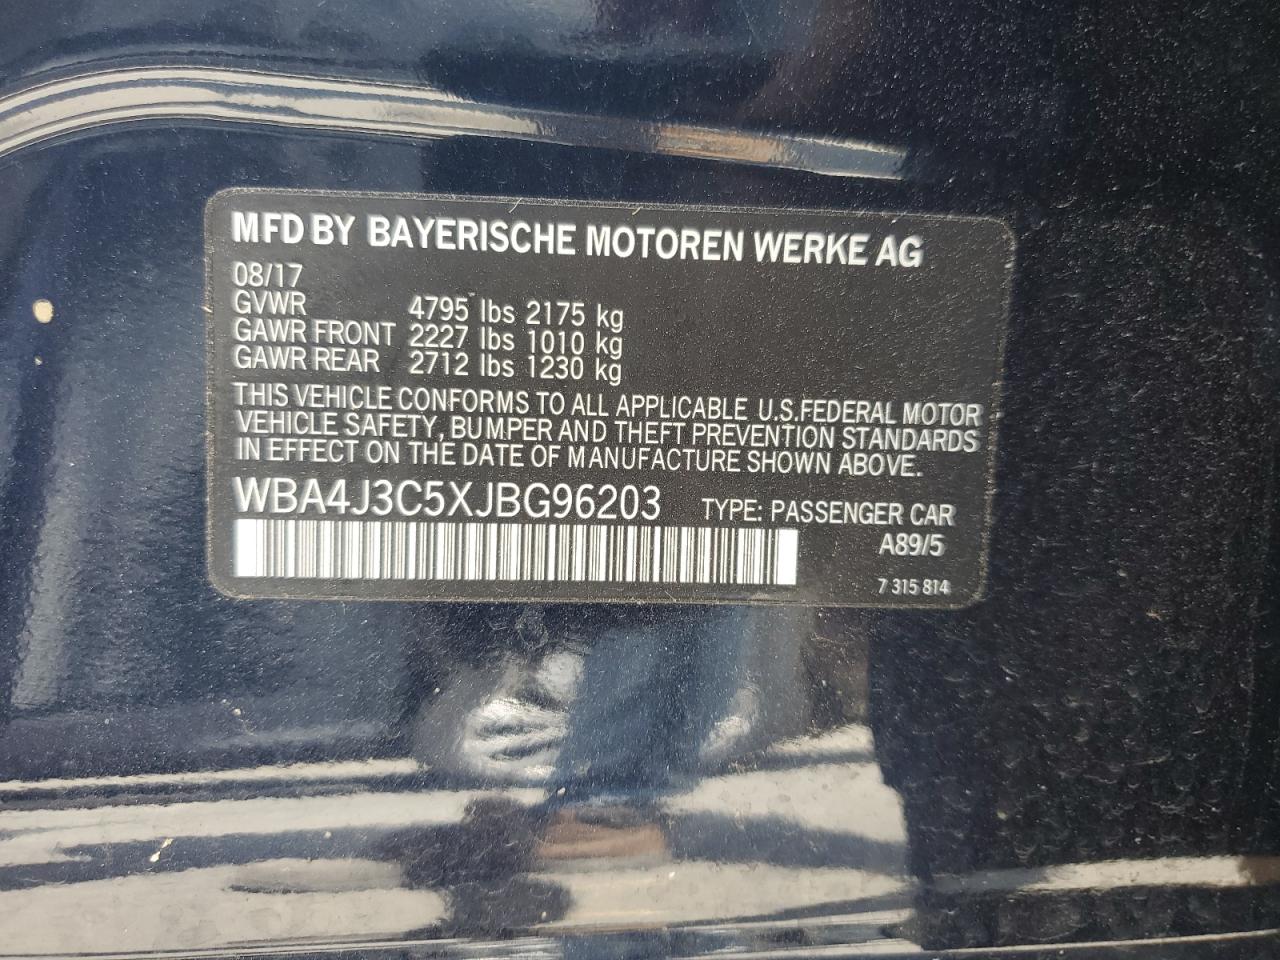 MFD BY BAYERISCHE MOTOREN WERKE AG
08/17
GVWR 4795 lbs 2175 kg
GAWR FRONT 2227 lbs 1010 kg
GAWR REAR 2712 lbs 1230 kg
THIS VEHICLE CONFORMS TO ALL APPLICABLE U.S.FEDERAL MOTOR
VEHICLE SAFETY, BUMPER AND THEFT PREVENTION STANDARDS
IN EFFECT ON THE DATE OF MANUFACTURE SHOWN ABOVE.
WBA4J3C5XJBG96203 TYPE: PASSENGER CAR
A89/5
7 315 814